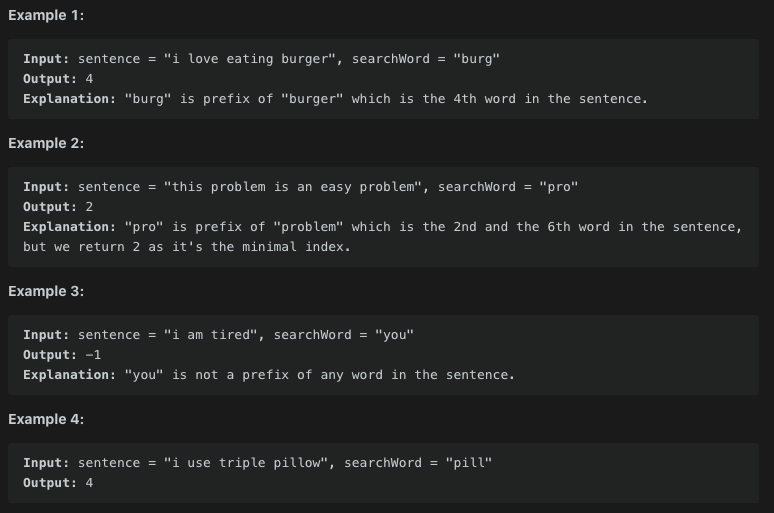 Example 1:
Input: sentence = "i love eating burger", searchWord = "burg"
Output: 4
Explanation: "burg" is prefix of "burger" which is the 4th word in the sentence.
Example 2:
Input: sentence = "this problem is an easy problem", searchWord = "pro"
Output: 2
Explanation: "pro" is prefix of "problem" which is the 2nd and the 6th word in the sentence,
but we return 2 as it's the minimal index.
Example 3:
Input: sentence = "i am tired", searchWord = "you"
Output: -1
Explanation: "you" is not a prefix of any word in the sentence.
Example 4:
Input: sentence = "i use triple pillow", searchWord = "pill"
Output: 4